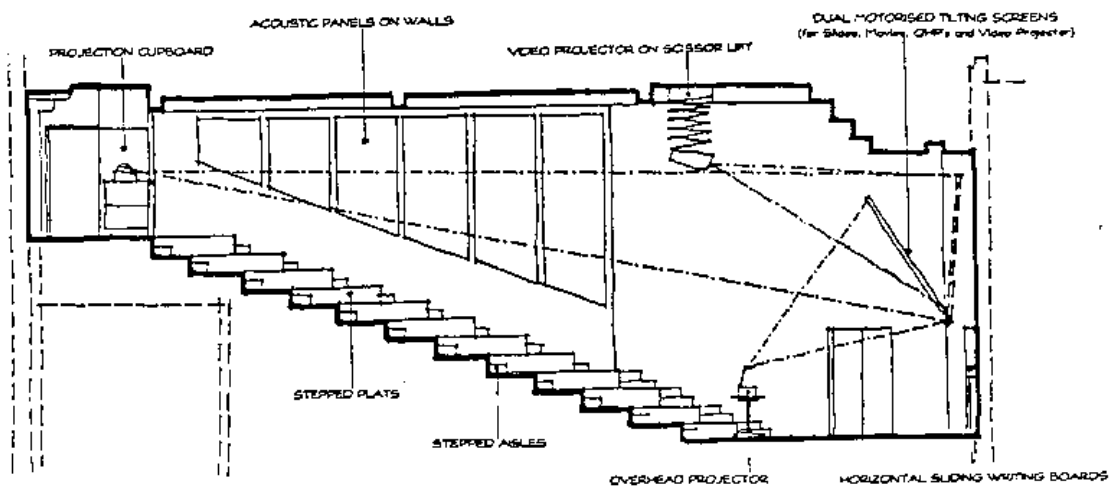 ACOUSTIC PANELS ON WALLS
DUAL MOTORISED TILTING SCREENS
(for Slides, Movies, OHP's and Video Projector)
PROJECTION CUPBOARD
VIDEO PROJECTOR ON SCISSOR LIFT
STEPPED PLATS
STEPPED AISLES
OVERHEAD PROJECTOR
HORIZONTAL SLIDING WRITING BOARDS